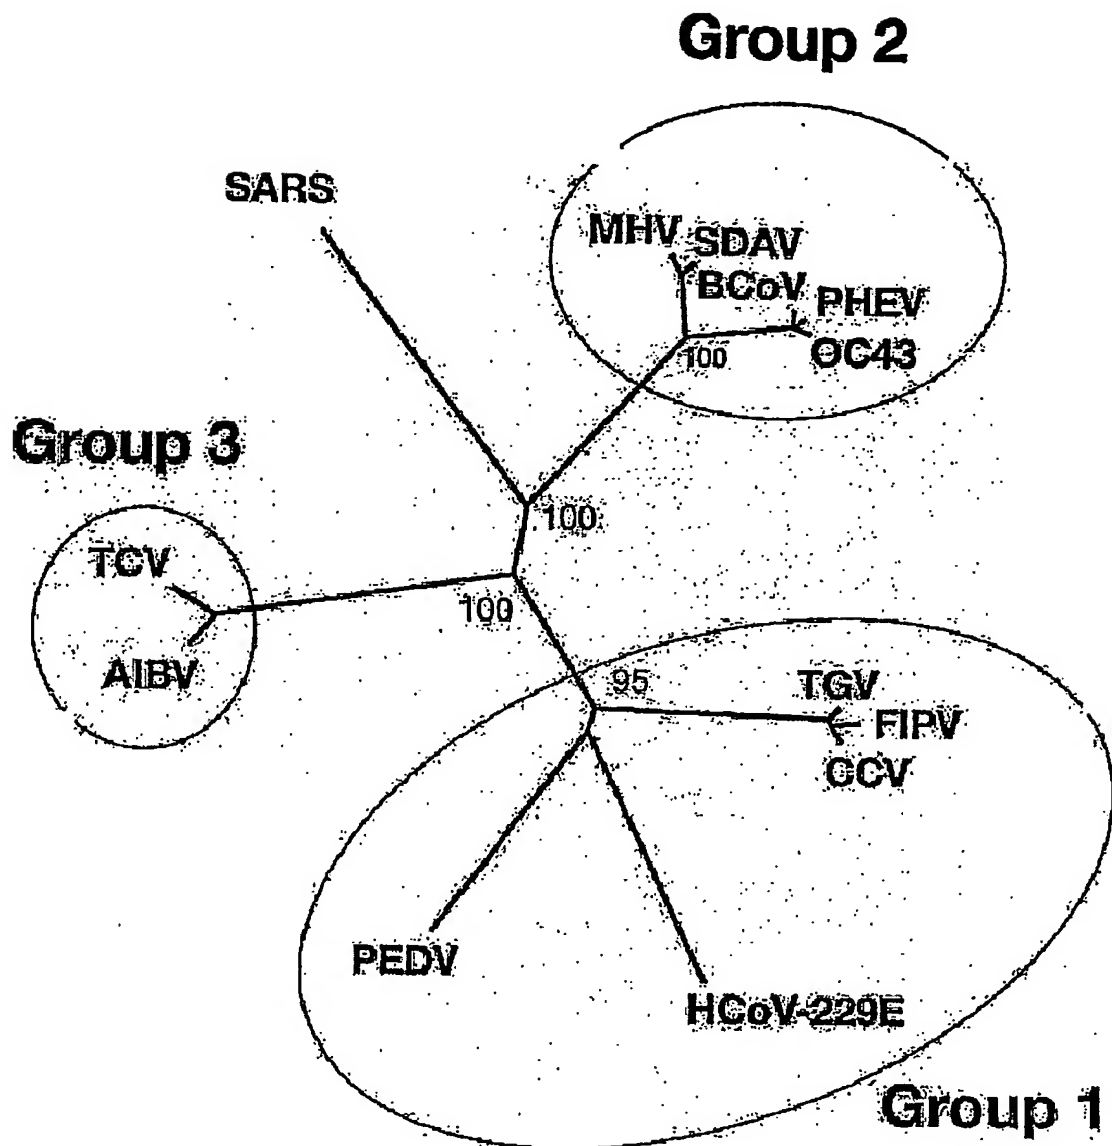 Group 2
SARS
MHV
SDAV
BCoV
PHEV
OC43
100
Group 3
100
TCV
100
AIBV
95
TGV
FIPV
CCV
PEDV
HCoV-229E
Group 1